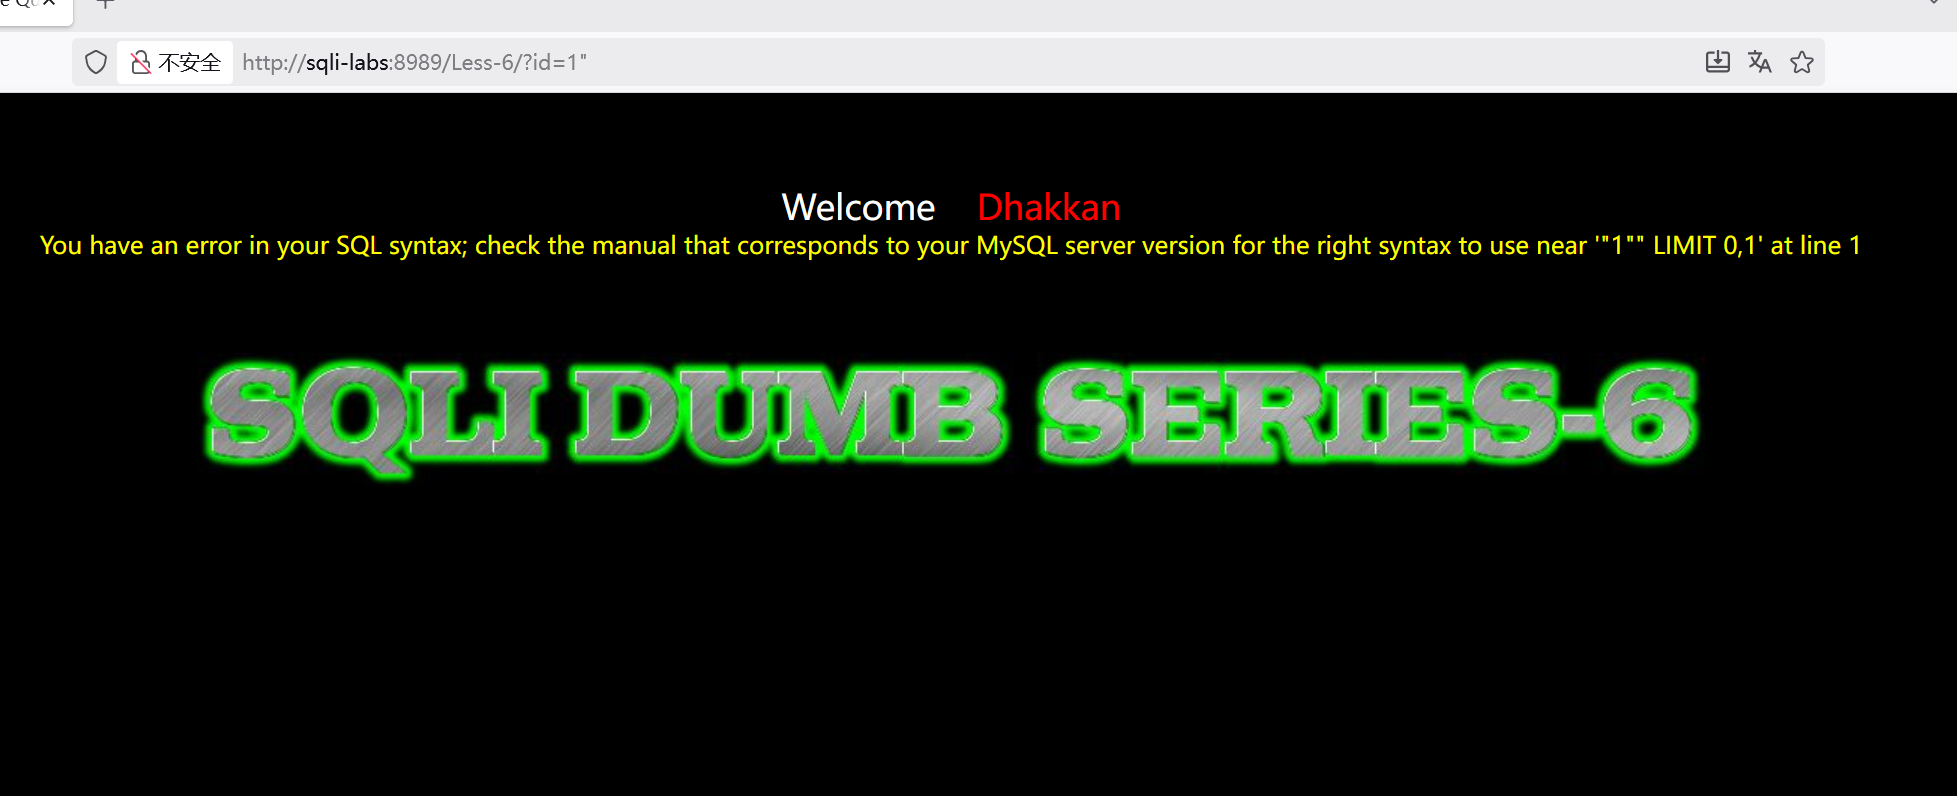 不安全 http://sqli-labs:8989/Less-6/?id=1"
Welcome Dhakkan
You have an error in your SQL syntax; check the manual that corresponds to your MySQL server version for the right syntax to use near '"1"" LIMIT 0,1' at line 1
SQLI DUMB SERIES-6